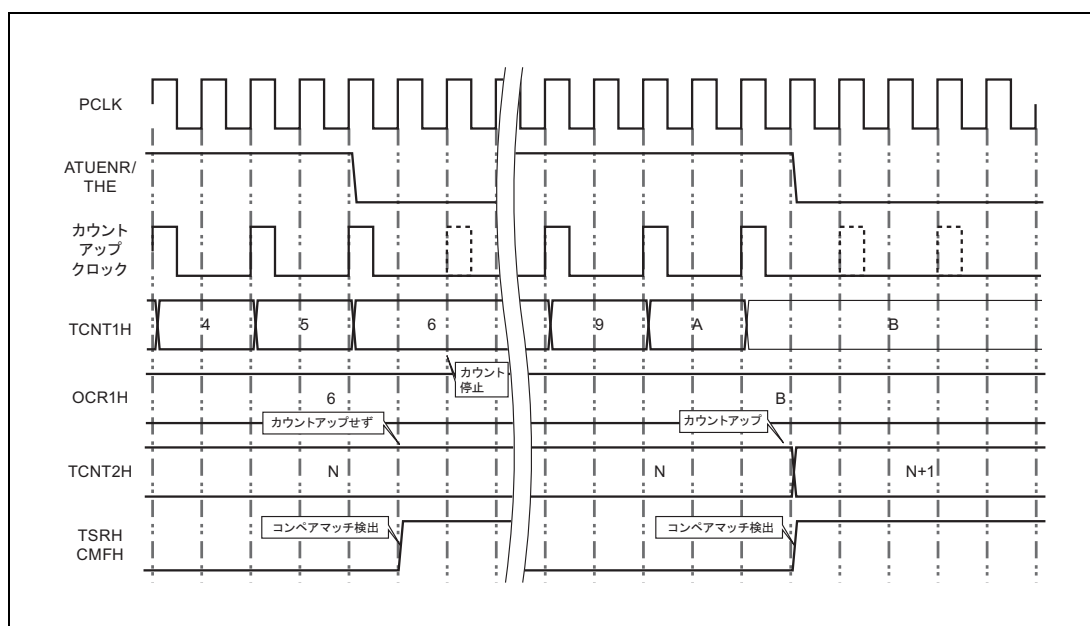 PCLK
ATUENR/
THE
カウント
アップ
クロック
TCNT1H
4
5
6
9
A
B
カウント
停止
OCR1H
6
B
カウントアップせず
カウントアップ
TCNT2H
N
N
N+1
コンペアマッチ検出
コンペアマッチ検出
TSRH
CMFH